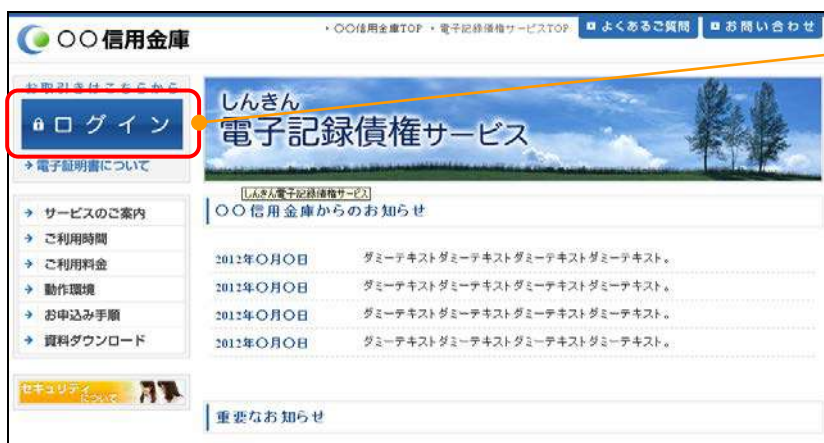 〇〇信用金庫
・〇〇信用金庫TOP ・電子記録債権サービスTOP
よくあるご質問
お問い合わせ
お取引きはこちらから
ログイン
電子証明書について
しんきん
電子記録債権サービス
しんきん電子記録債権サービス
サービスのご案内
ご利用時間
ご利用料金
動作環境
お申込み手順
資料ダウンロード
セキュリティ
について
〇〇信用金庫からのお知らせ
2012年〇月〇日 ダミーテキストダミーテキストダミーテキストダミーテキスト。
2012年〇月〇日 ダミーテキストダミーテキストダミーテキストダミーテキスト。
2012年〇月〇日 ダミーテキストダミーテキストダミーテキストダミーテキスト。
2012年〇月〇日 ダミーテキストダミーテキストダミーテキストダミーテキスト。
重要なお知らせ